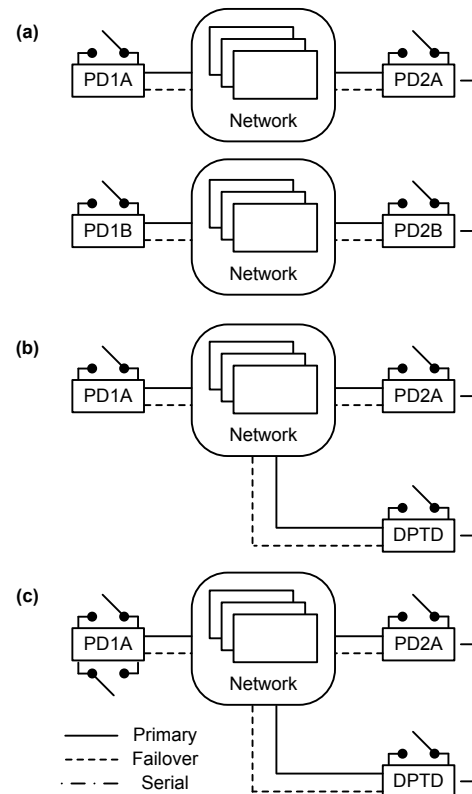 (a)
PD1A
PD2A
Network
PD1B
PD2B
Network
(b)
PD1A
PD2A
Network
DPTD
(c)
PD1A
PD2A
Network
Primary
Failover
Serial
DPTD